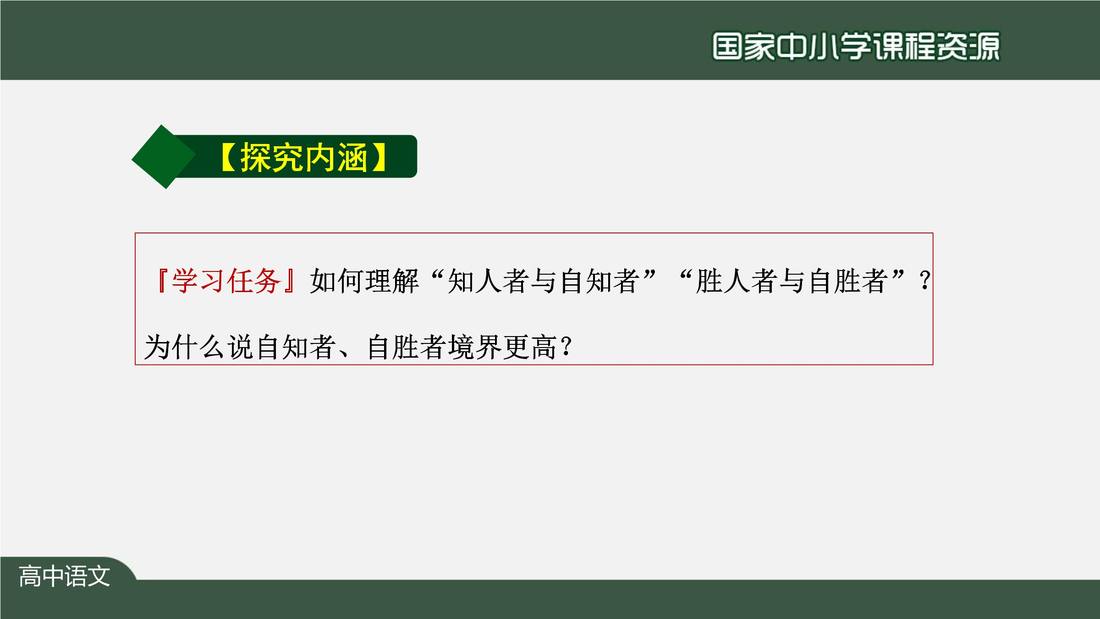 国家中小学课程资源
【探究内涵】
『学习任务』如何理解“知人者与自知者”“胜人者与自胜者”？
为什么说自知者、自胜者境界更高？
高中语文